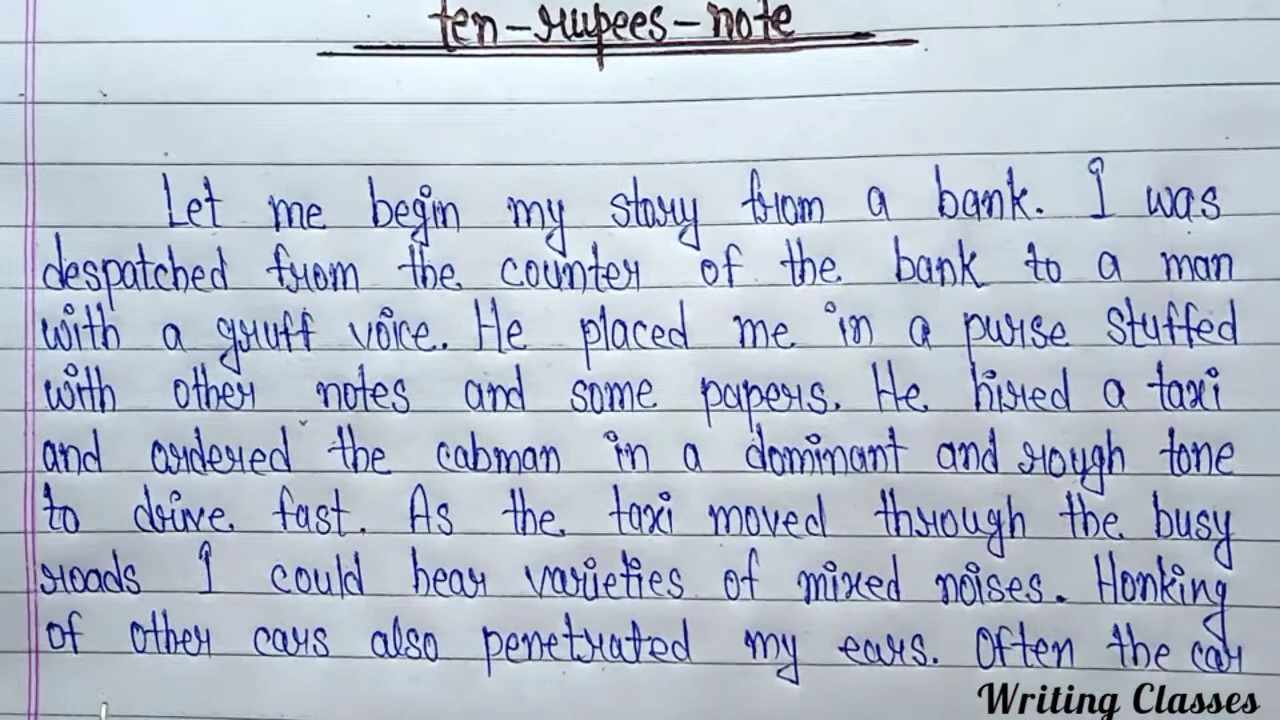 ten-rupees-note
Let me begin my story from a bank. I was
despatched from the counter of the bank to a man
with a gruff voice. He placed me in a purse stuffed
with other notes and some papers. He hired a taxi
and ordered the cabman in a dominant and rough tone
to drive fast. As the taxi moved through the busy
roads I could hear varieties of mixed noises. Honking
of other cars also penetrated my ears. Often the car
Writing Classes